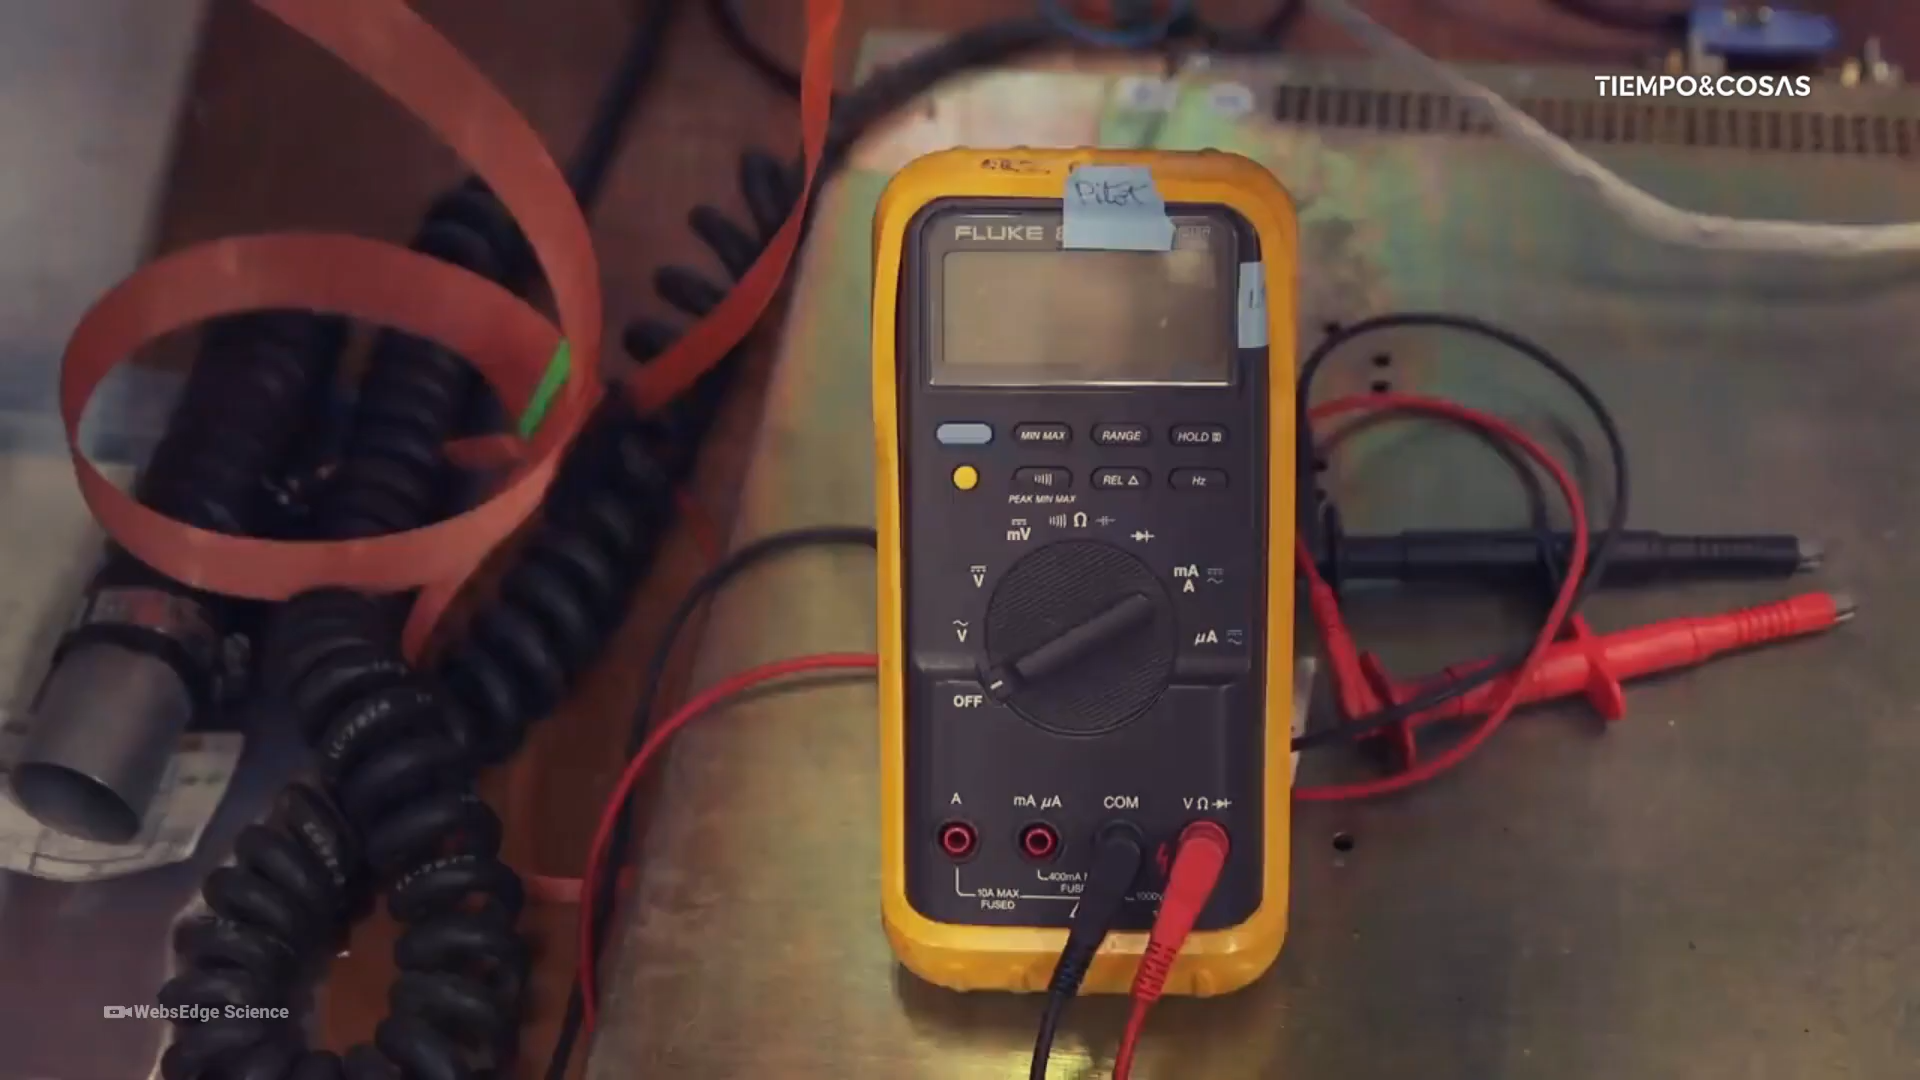 TIEMPO&COSAS
Pitot
FLUKE
MIN MAX
RANGE
HOLD
REL Δ
Hz
PEAK MIN MAX
mV
Ω
V
mA
A
V
µA
OFF
A
mA µA
COM
V Ω
400mA
10A MAX
FUSED
1000V
WebsEdge Science